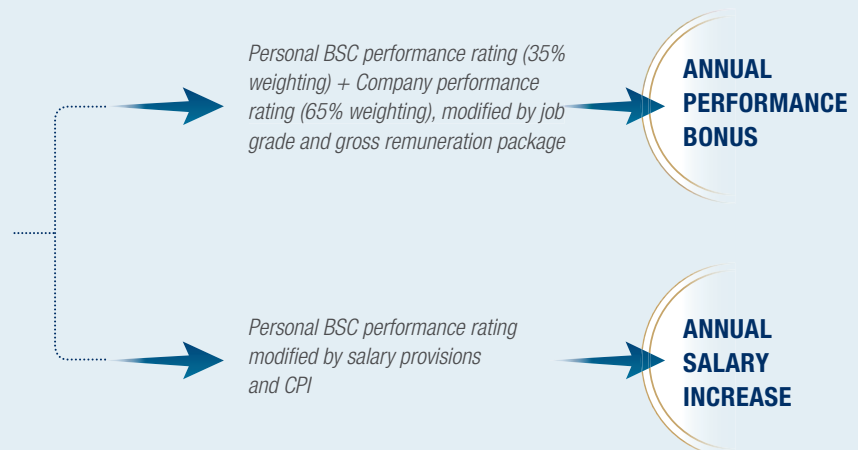 Personal BSC performance rating (35%
weighting) + Company performance
rating (65% weighting), modified by job
grade and gross remuneration package
ANNUAL
PERFORMANCE
BONUS
Personal BSC performance rating
modified by salary provisions
and CPI
ANNUAL
SALARY
INCREASE